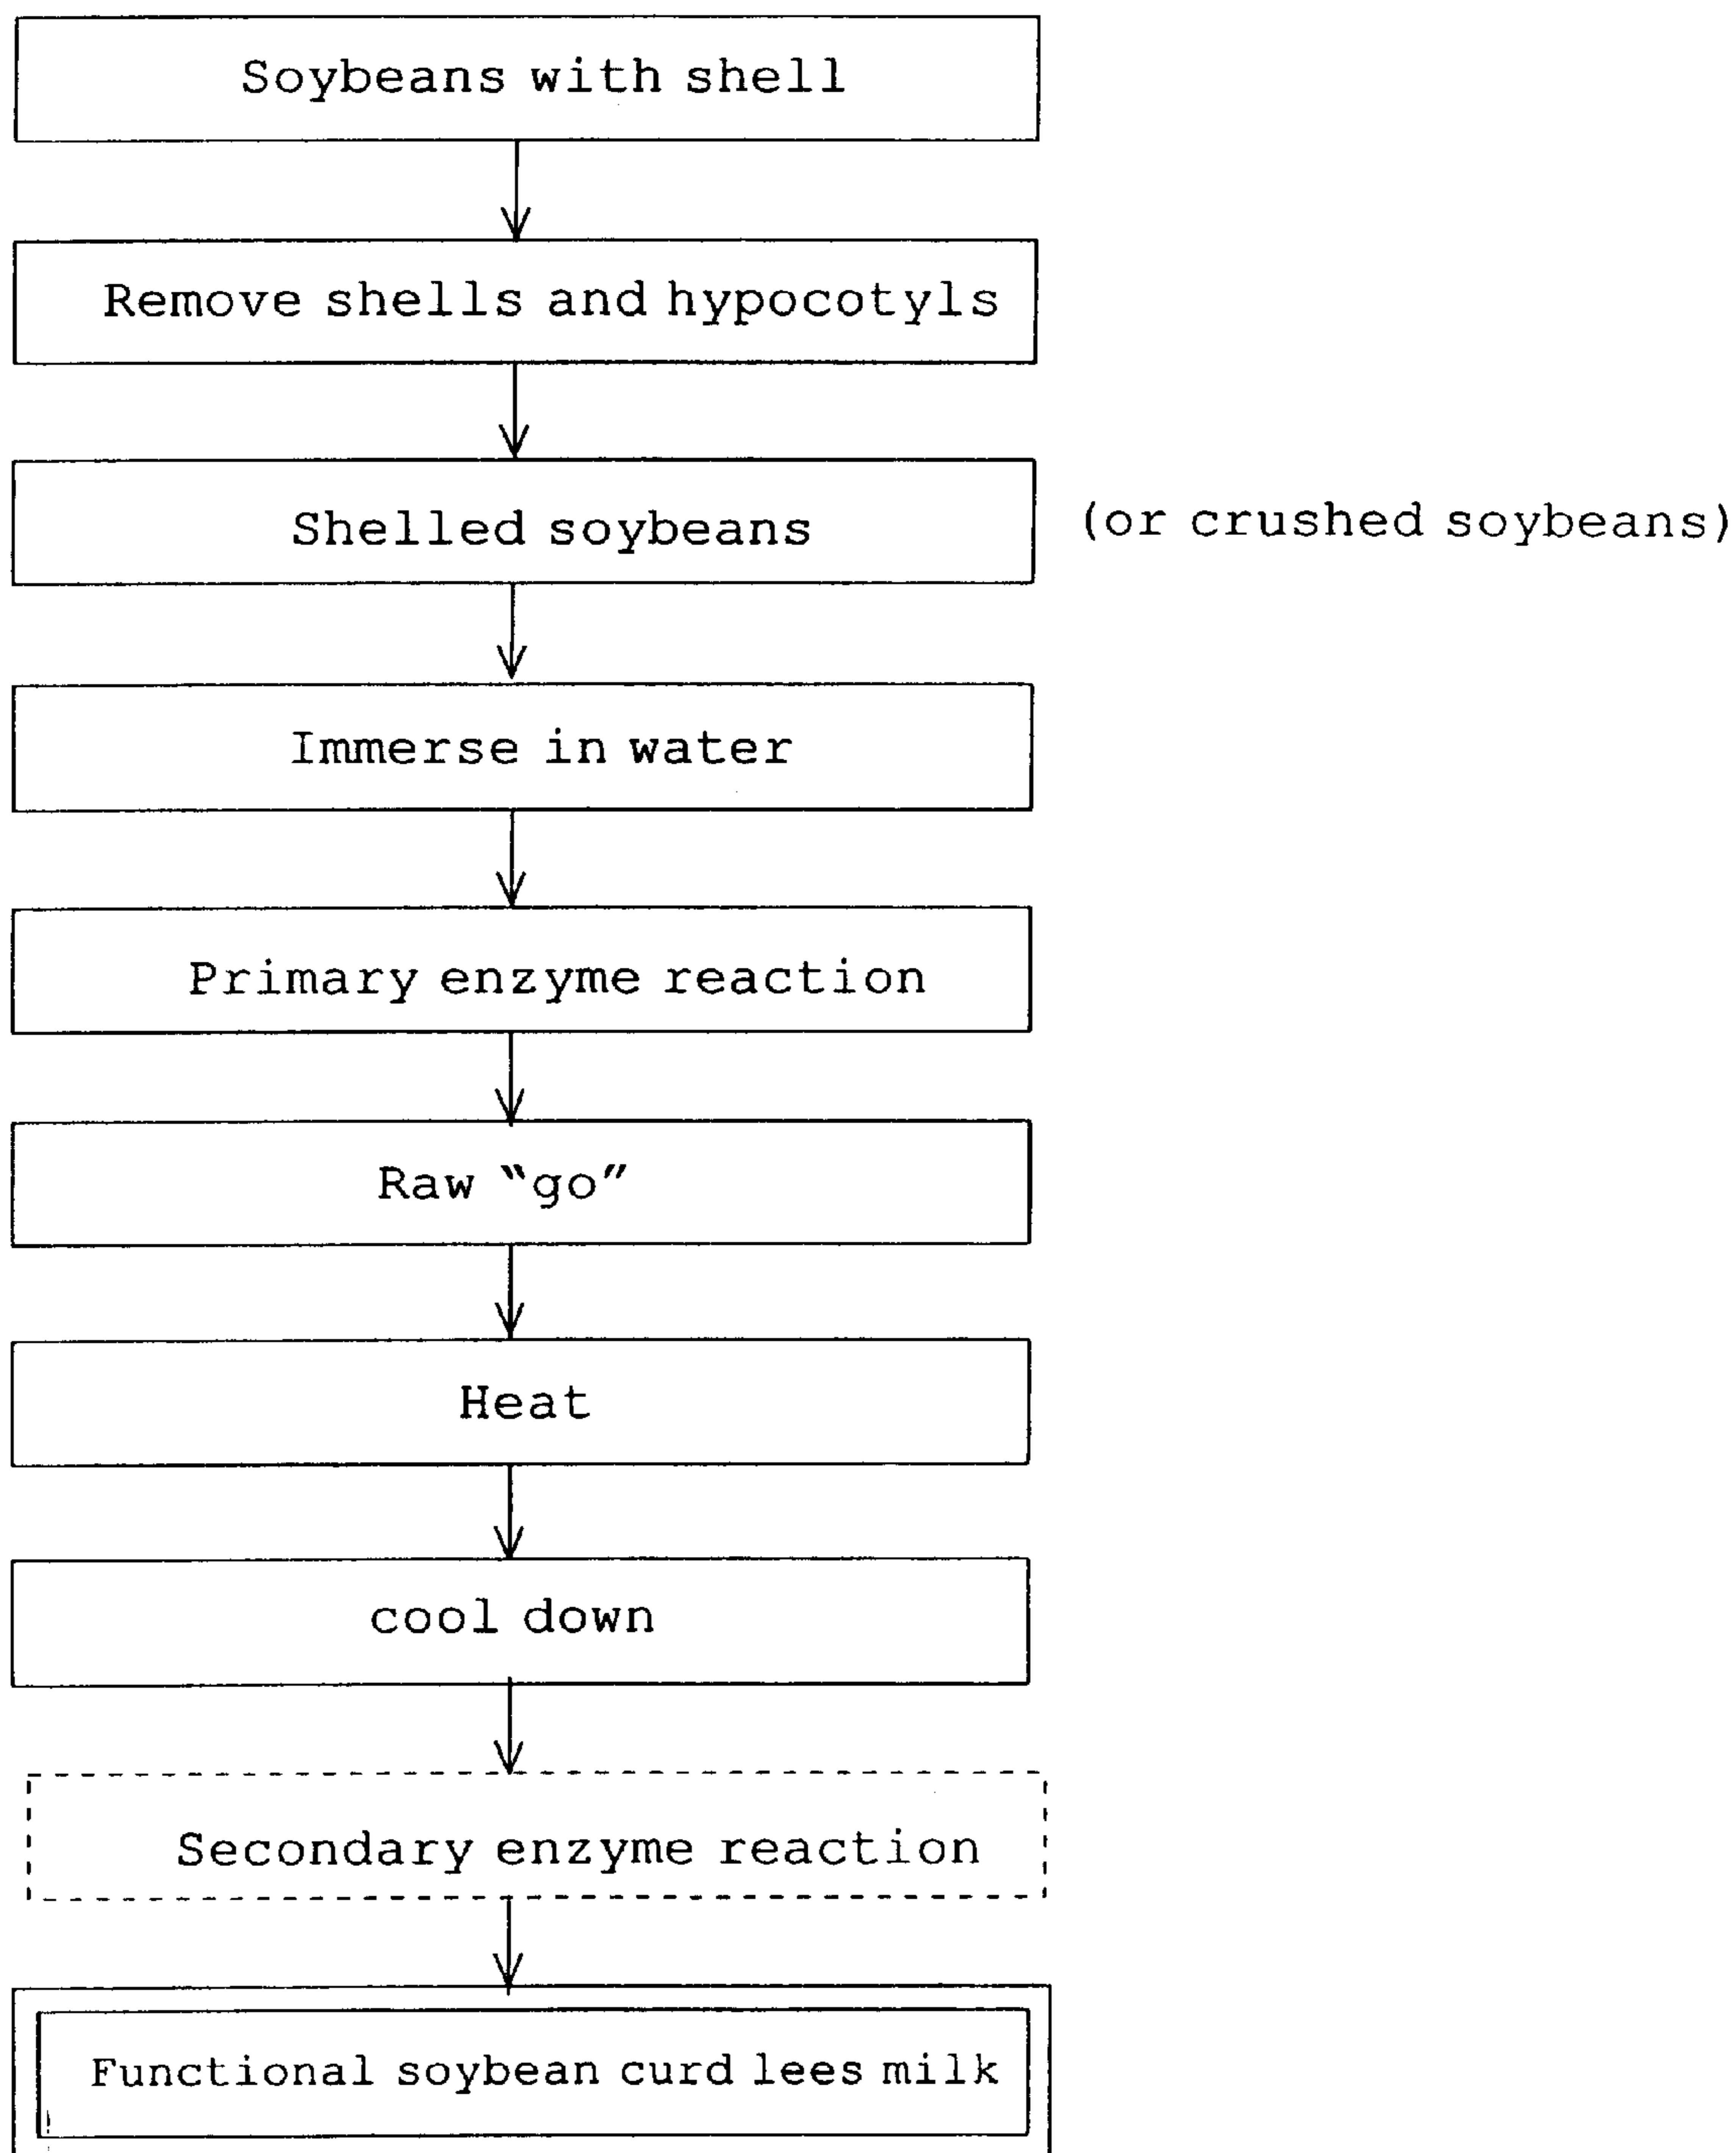 Soybeans with shell
Remove shells and hypocotyls
Shelled soybeans (or crushed soybeans)
Immerse in water
Primary enzyme reaction
Raw "go"
Heat
cool down
Secondary enzyme reaction
Functional soybean curd lees milk